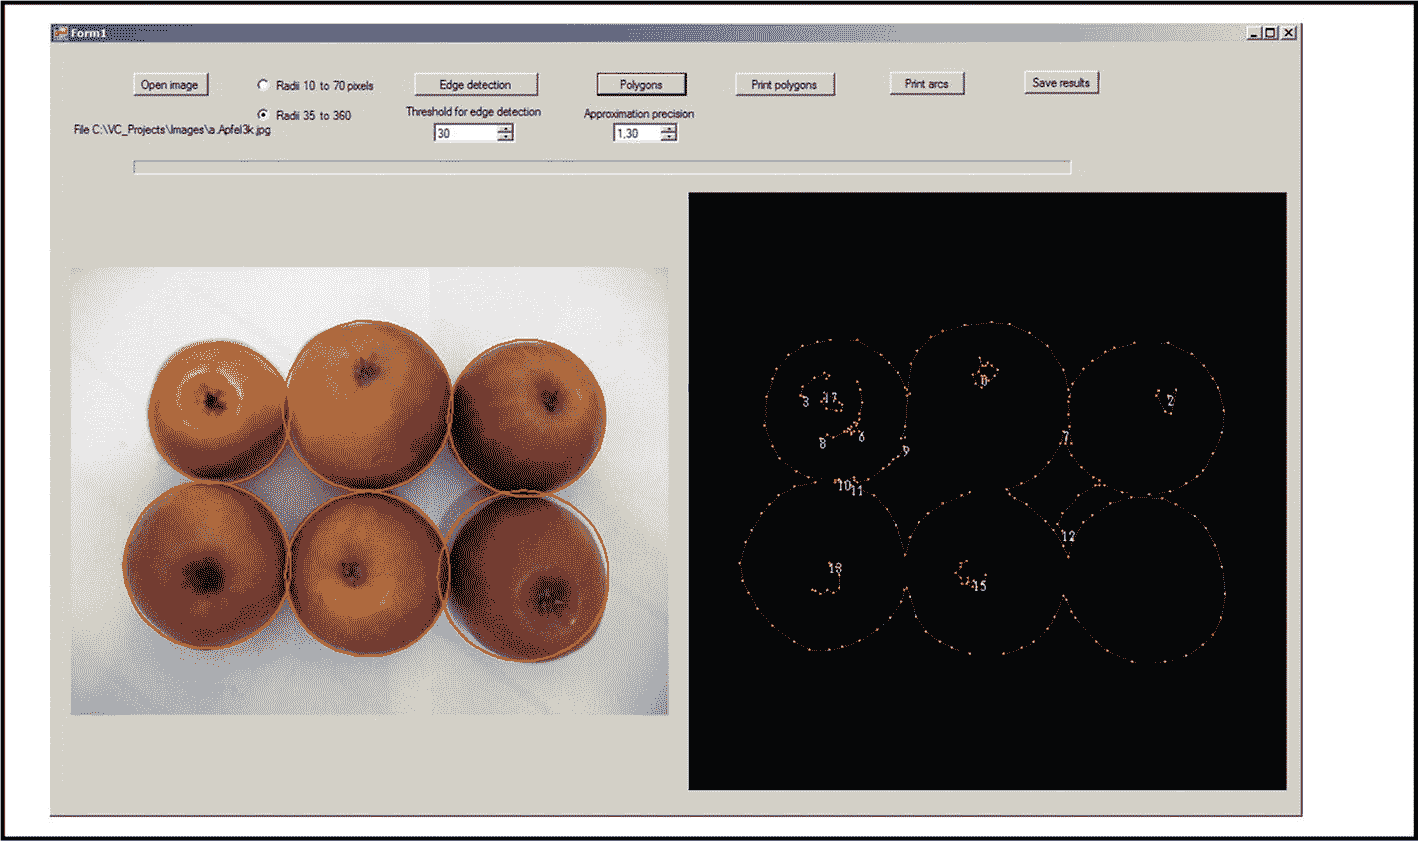 Form1
Open image
Radii 10 to 70 pixels
Edge detection
Polygons
Print polygons
Print arcs
Save results
Radii 35 to 360
Threshold for edge detection
Approximation precision
File C:\VC_Projects\Images\a.Apfel3k.jpg
30
1,30
0
3
17
2
8
6
7
9
10
11
12
13
15